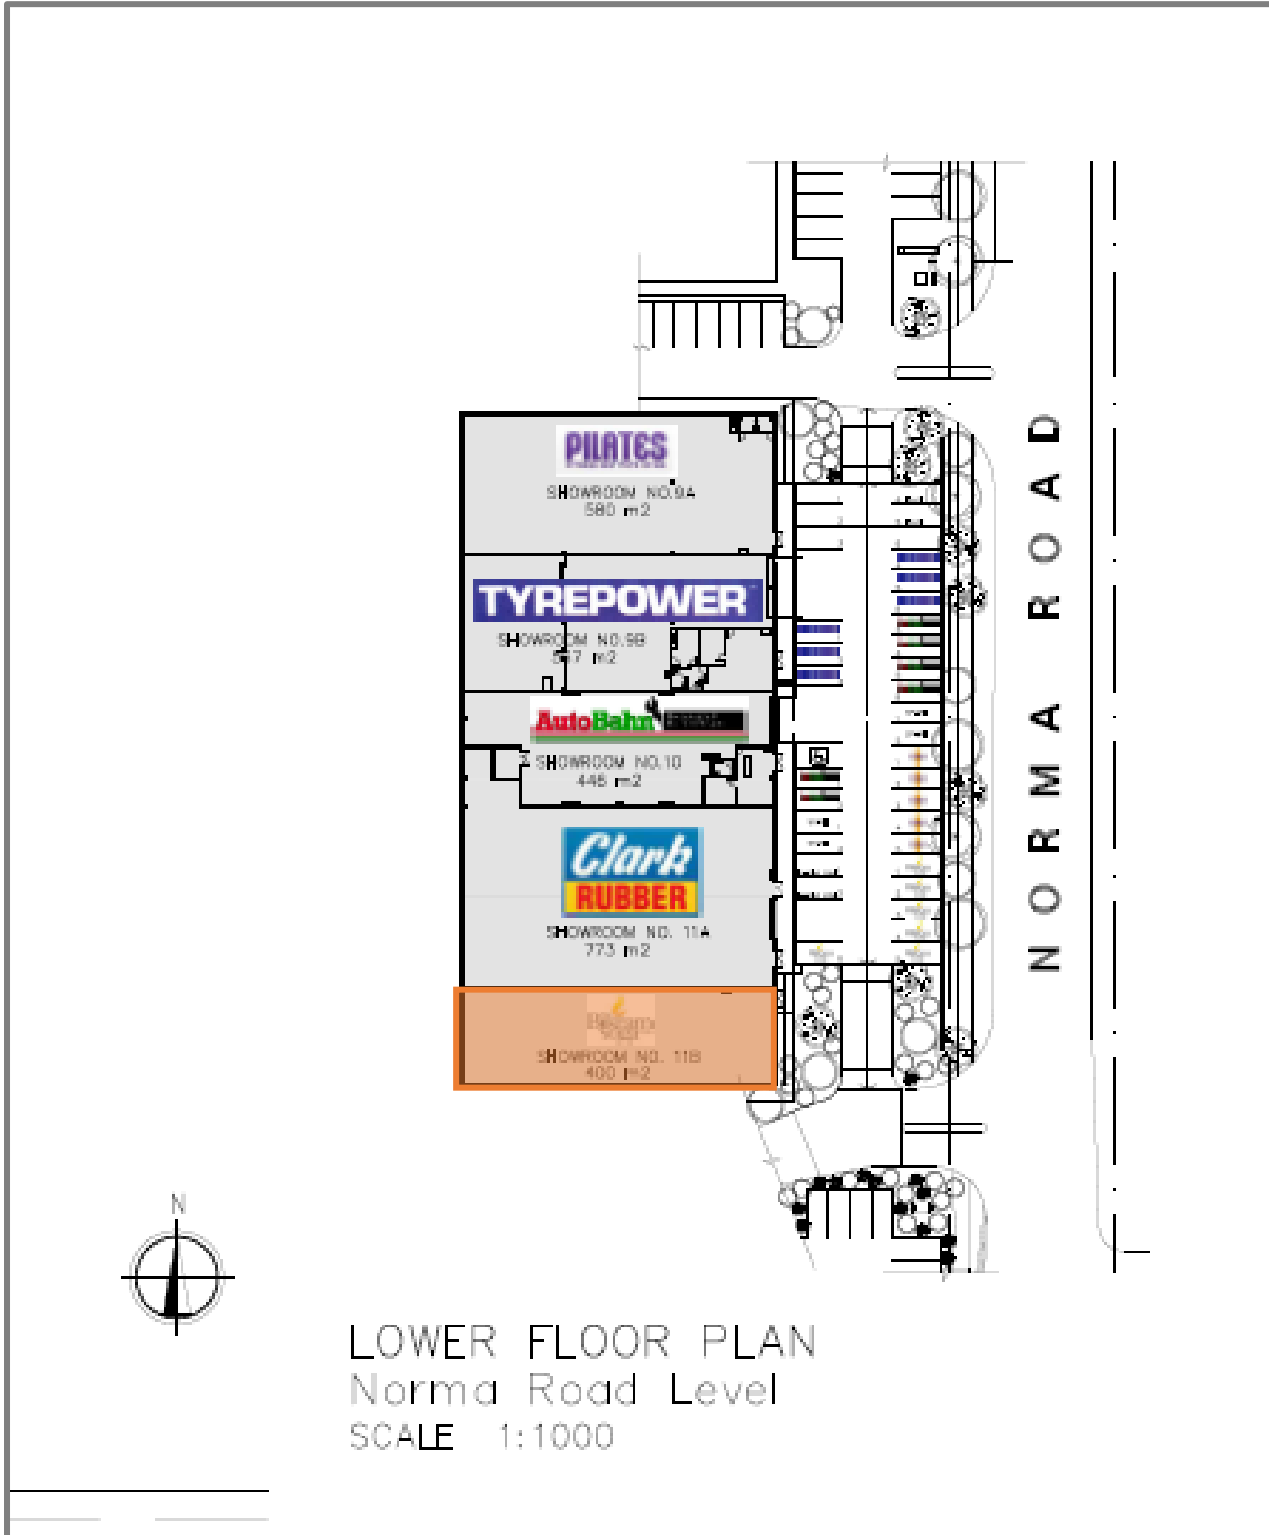 PILATES
SHOWROOM NO.9A
580 m2
TYREPOWER
SHOWROOM NO.9B
m2
AutoBahn
SHOWROOM NO.10
446 m2
Clark
RUBBER
SHOWROOM NO. 11A
773 m2
SHOWROOM NO. 11B
400 m2
NORMA ROAD
N
LOWER FLOOR PLAN
Norma Road Level
SCALE 1:1000